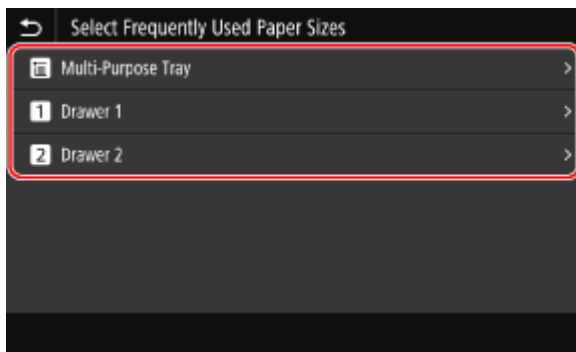 Select Frequently Used Paper Sizes
Multi-Purpose Tray
1 Drawer 1
2 Drawer 2